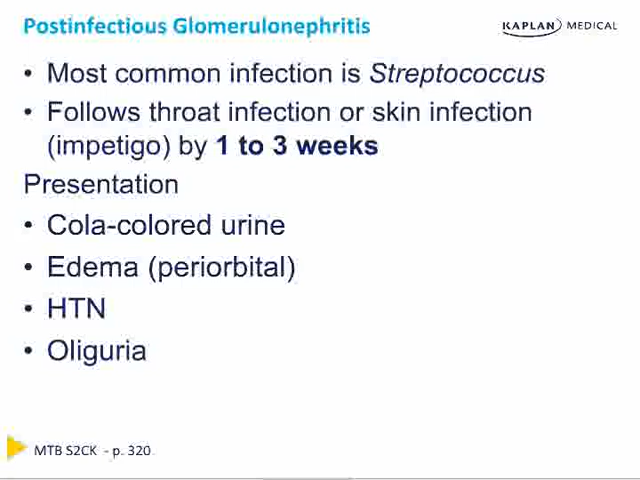 Postinfectious Glomerulonephritis
KAPLAN MEDICAL
• Most common infection is Streptococcus
• Follows throat infection or skin infection
(impetigo) by 1 to 3 weeks
Presentation
• Cola-colored urine
• Edema (periorbital)
• HTN
• Oliguria
MTB S2CK - p. 320